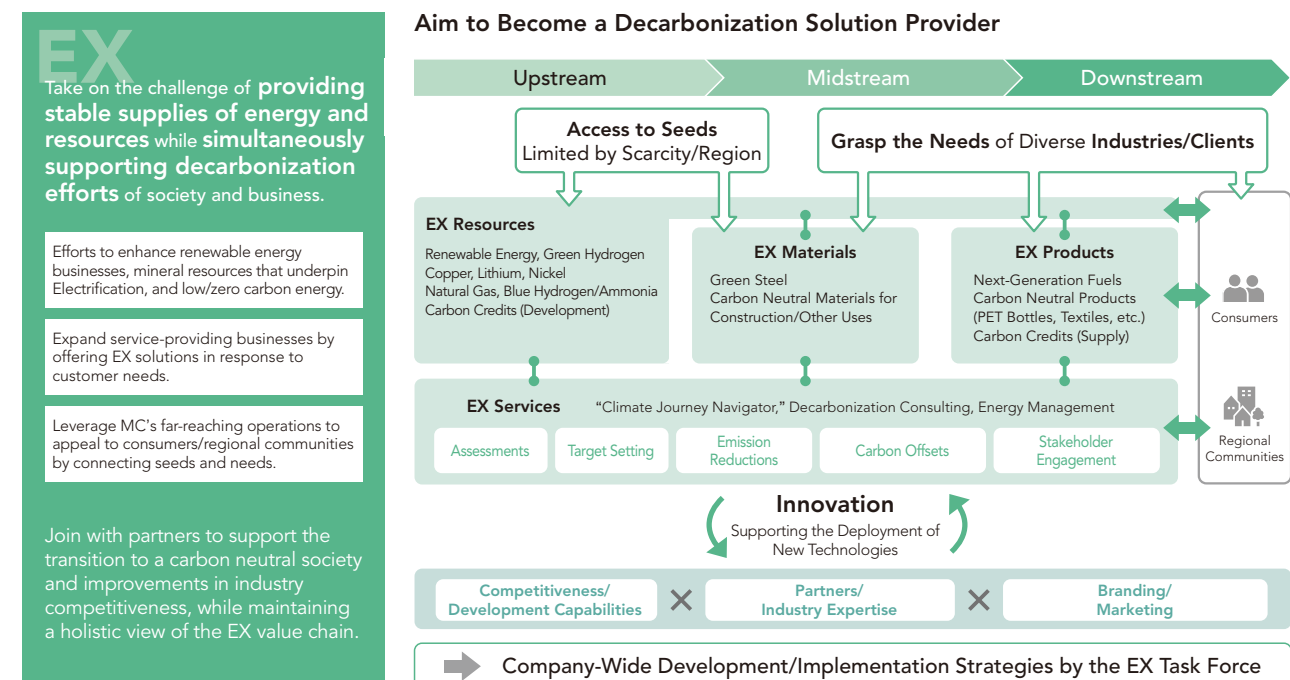 EX
Take on the challenge of providing
stable supplies of energy and
resources while simultaneously
supporting decarbonization
efforts of society and business.
Efforts to enhance renewable energy
businesses, mineral resources that underpin
Electrification, and low/zero carbon energy.
Expand service-providing businesses by
offering EX solutions in response to
customer needs.
Leverage MC's far-reaching operations to
appeal to consumers/regional communities
by connecting seeds and needs.
Join with partners to support the
transition to a carbon neutral society
and improvements in industry
competitiveness, while maintaining
a holistic view of the EX value chain.
Aim to Become a Decarbonization Solution Provider
Upstream
Midstream
Downstream
Access to Seeds
Limited by Scarcity/Region
Grasp the Needs of Diverse Industries/Clients
EX Resources
Renewable Energy, Green Hydrogen
Copper, Lithium, Nickel
Natural Gas, Blue Hydrogen/Ammonia
Carbon Credits (Development)
EX Materials
Green Steel
Carbon Neutral Materials for
Construction/Other Uses
EX Products
Next-Generation Fuels
Carbon Neutral Products
(PET Bottles, Textiles, etc.)
Carbon Credits (Supply)
Consumers
Regional
Communities
EX Services
“Climate Journey Navigator,” Decarbonization Consulting, Energy Management
Assessments
Target Setting
Emission
Reductions
Carbon Offsets
Stakeholder
Engagement
Innovation
Supporting the Deployment of
New Technologies
Competitiveness/
Development Capabilities
×
Partners/
Industry Expertise
×
Branding/
Marketing
Company-Wide Development/Implementation Strategies by the EX Task Force